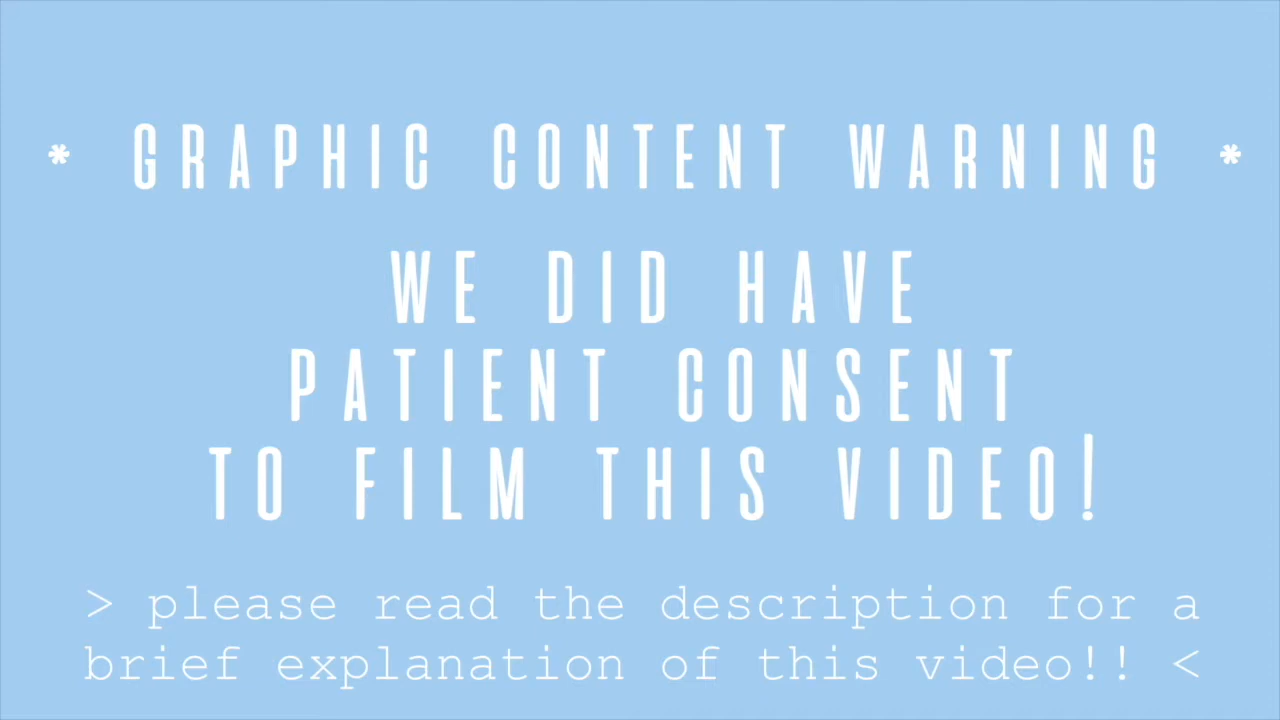 * GRAPHIC CONTENT WARNING *
WE DID HAVE
PATIENT CONSENT
TO FILM THIS VIDEO!
> please read the description for a
brief explanation of this video!! <